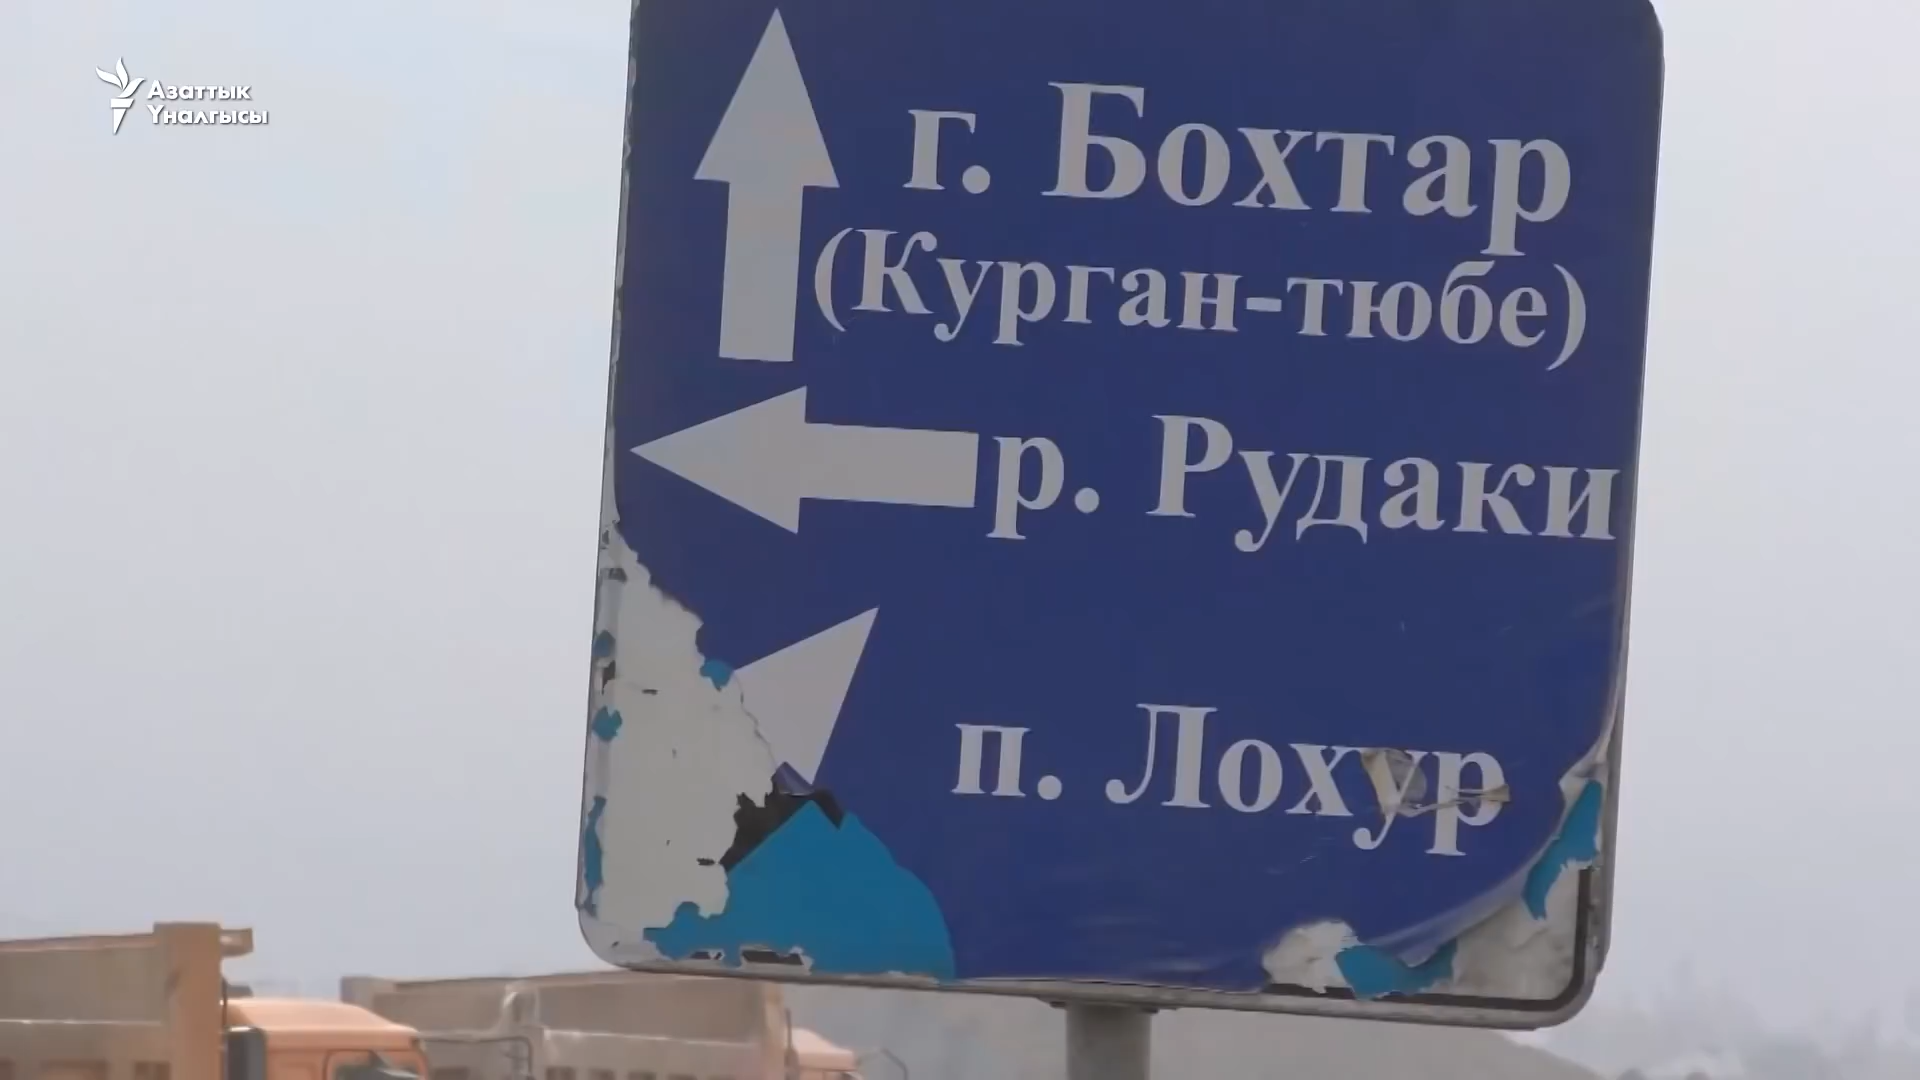 Азаттык
Үналгысы
г. Бохтар
(Курган-тюбе)
р. Рудаки
п. Лохур